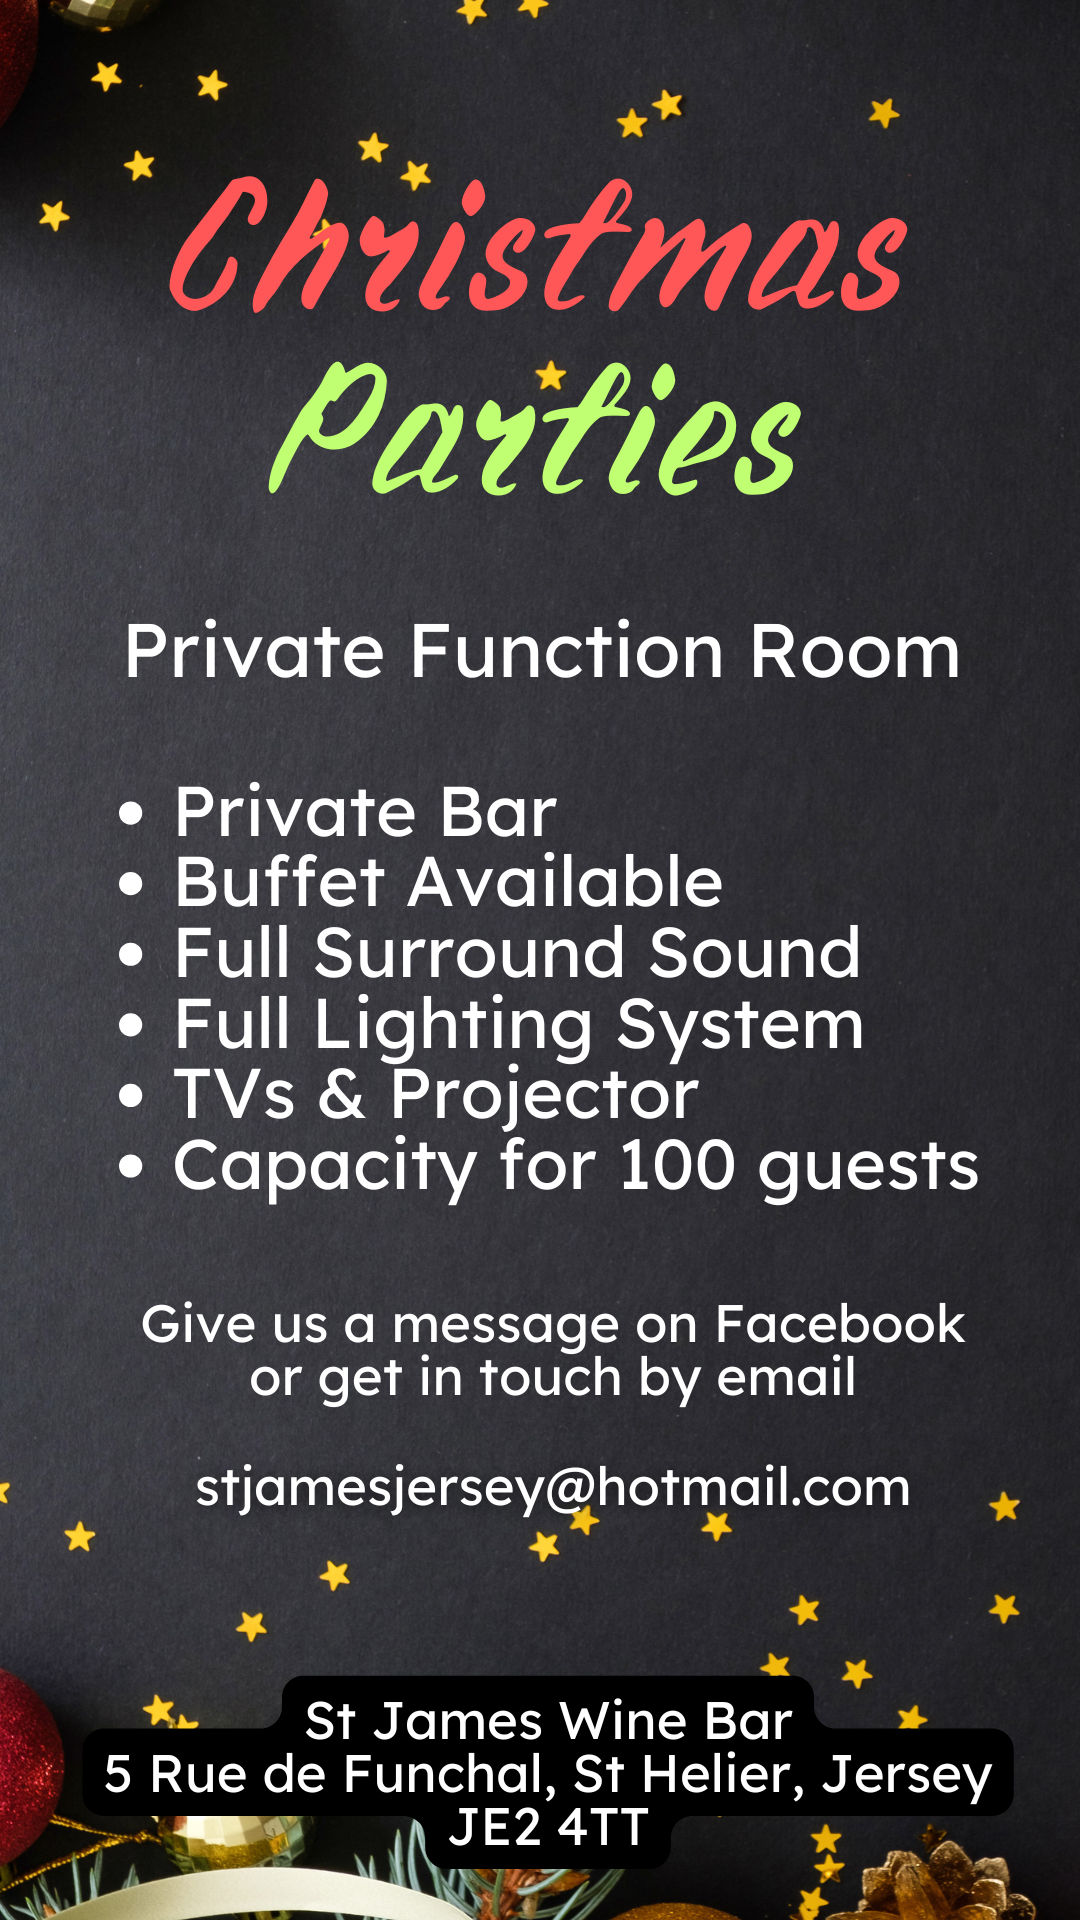 Christmas
Parties
Private Function Room
• Private Bar
• Buffet Available
• Full Surround Sound
• Full Lighting System
• TVs & Projector
• Capacity for 100 guests
Give us a message on Facebook
or get in touch by email
stjamesjersey@hotmail.com
St James Wine Bar
5 Rue de Funchal, St Helier, Jersey
JE2 4TT